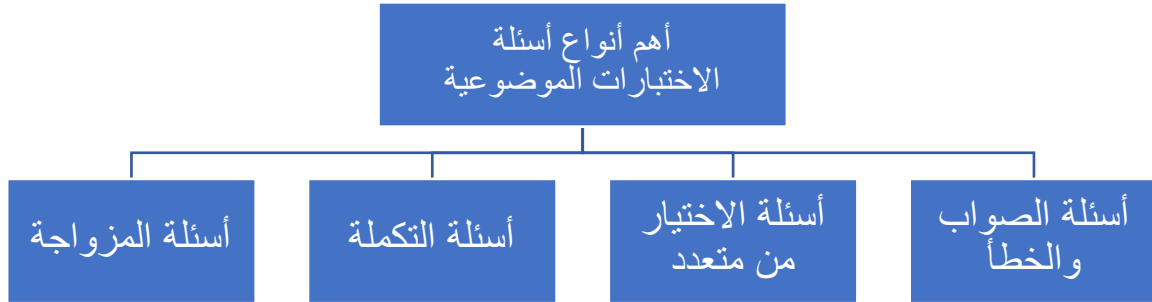 أهم أنواع أسئلة
الاختبارات الموضوعية
أسئلة الصواب
والخطأ
أسئلة الاختيار
من متعدد
أسئلة التكملة
أسئلة المزواجة